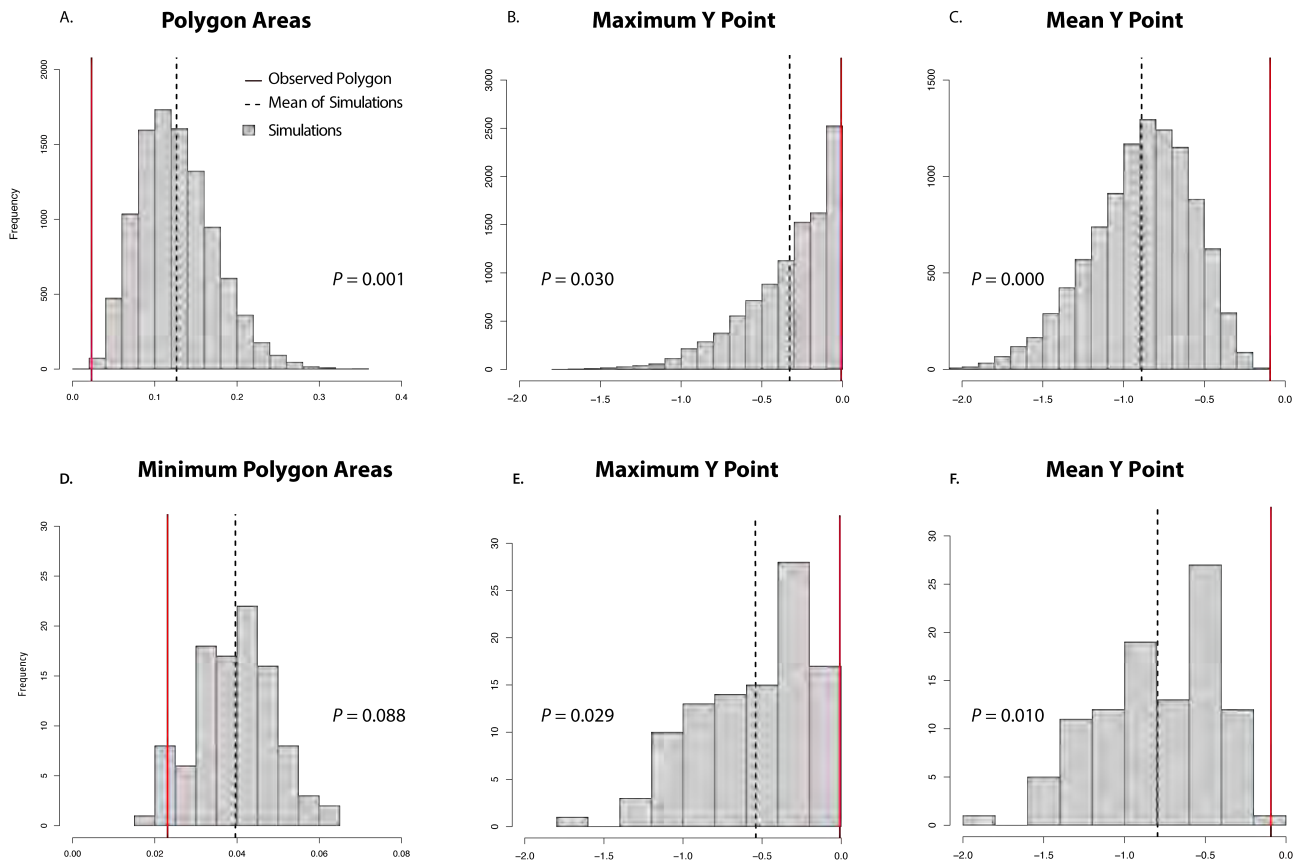 A.
Polygon Areas
B.
Maximum Y Point
C.
Mean Y Point
Observed Polygon
Mean of Simulations
Simulations
Frequency
2000
1500
1000
500
0
P = 0.001
0.0 0.1 0.2 0.3 0.4
3000
2500
2000
1500
1000
500
0
P = 0.030
−2.0 −1.5 −1.0 −0.5 0.0
1500
1000
500
0
P = 0.000
−2.0 −1.5 −1.0 −0.5 0.0
D.
Minimum Polygon Areas
E.
Maximum Y Point
F.
Mean Y Point
Frequency
30
25
20
15
10
5
0
P = 0.088
0.00 0.02 0.04 0.06 0.08
30
25
20
15
10
5
0
P = 0.029
−2.0 −1.5 −1.0 −0.5 0.0
30
25
20
15
10
5
0
P = 0.010
−2.0 −1.5 −1.0 −0.5 0.0